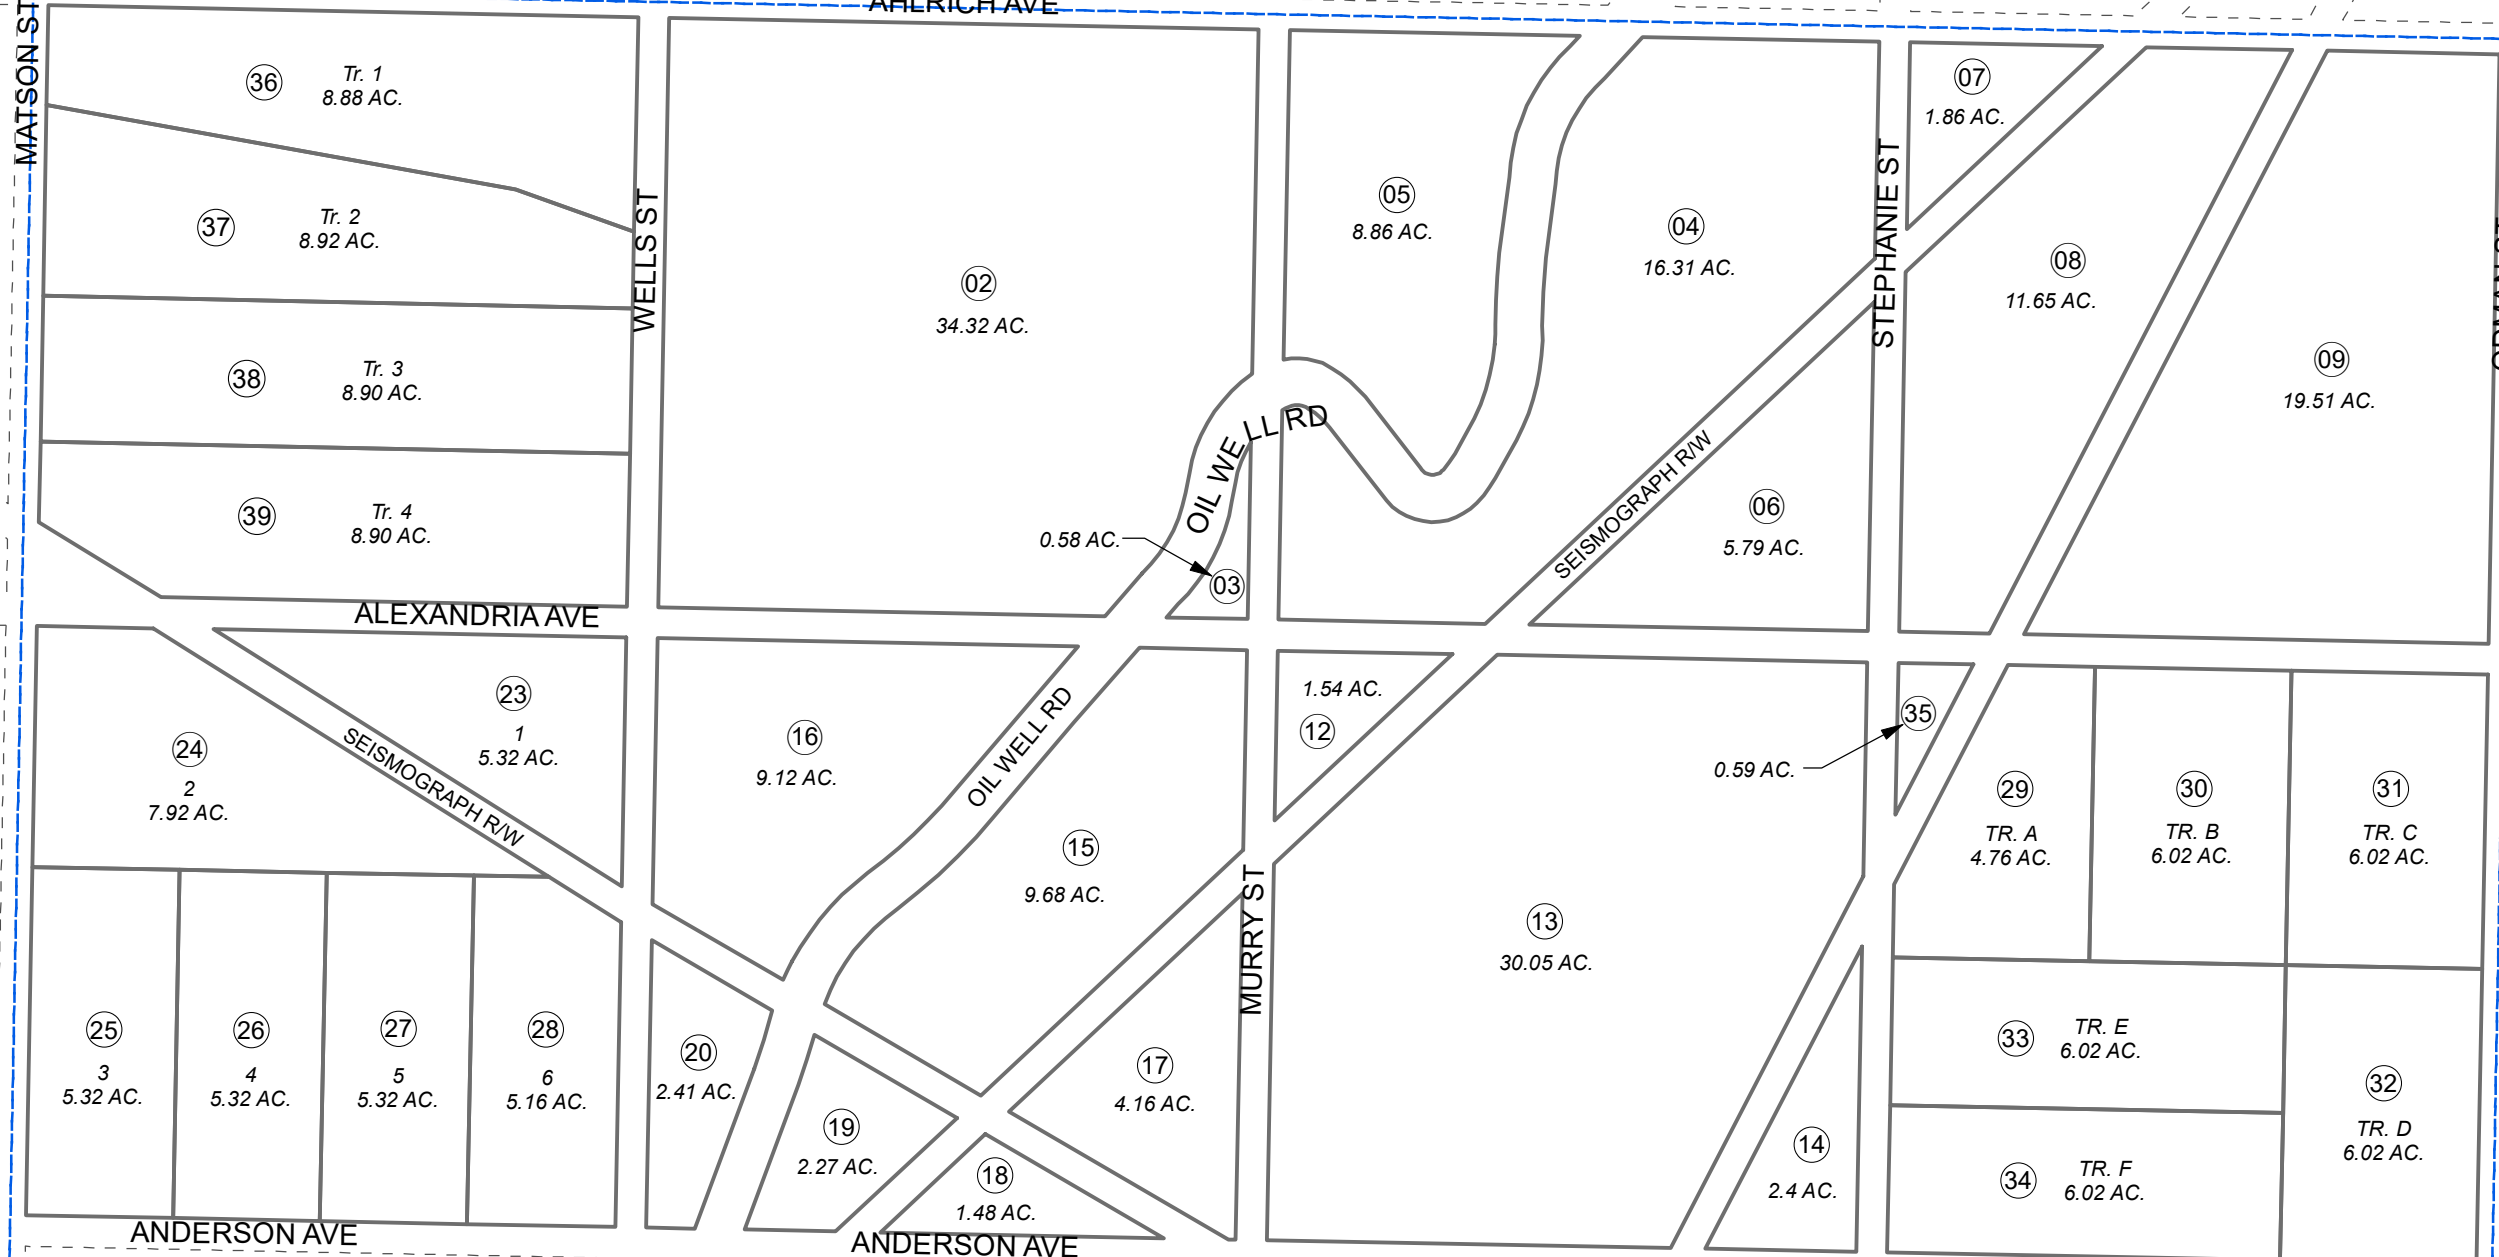 AHLRICH AVE
MATSON ST
36
Tr. 1
8.88 AC.
37
Tr. 2
8.92 AC.
38
Tr. 3
8.90 AC.
39
Tr. 4
8.90 AC.
WELLS ST
02
34.32 AC.
05
8.86 AC.
04
16.31 AC.
STEPHANIE ST
07
1.86 AC.
08
11.65 AC.
09
19.51 AC.
OIL WELL RD
0.58 AC.
03
SEISMOGRAPH R/W
06
5.79 AC.
ALEXANDRIA AVE
23
1
5.32 AC.
24
2
7.92 AC.
SEISMOGRAPH R/W
16
9.12 AC.
OIL WELL RD
15
9.68 AC.
1.54 AC.
12
MURRY ST
13
30.05 AC.
35
0.59 AC.
29
TR. A
4.76 AC.
30
TR. B
6.02 AC.
31
TR. C
6.02 AC.
25
3
5.32 AC.
26
4
5.32 AC.
27
5
5.32 AC.
28
6
5.16 AC.
20
2.41 AC.
19
2.27 AC.
18
1.48 AC.
17
4.16 AC.
14
2.4 AC.
33
TR. E
6.02 AC.
34
TR. F
6.02 AC.
32
TR. D
6.02 AC.
ANDERSON AVE
ANDERSON AVE